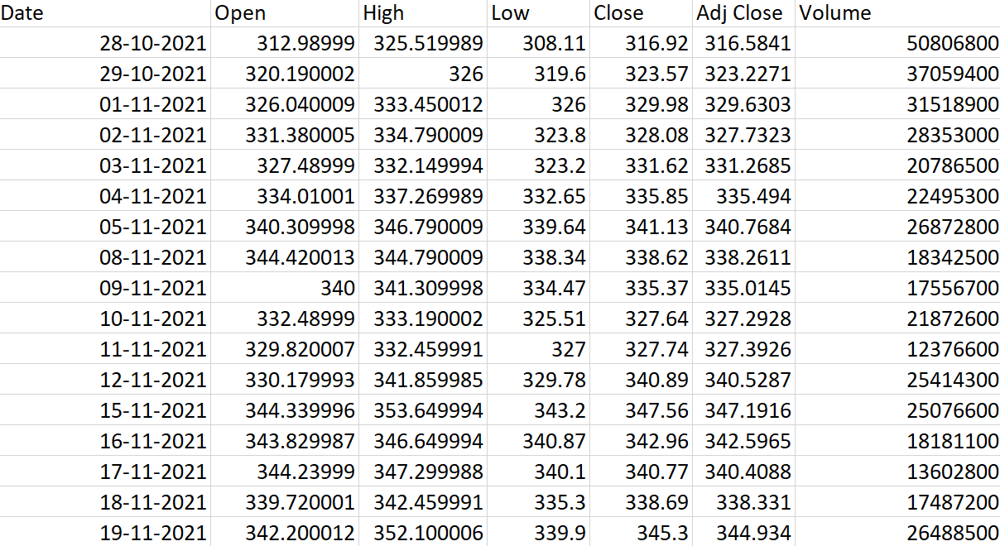 Date Open High Low Close Adj Close Volume
28-10-2021 312.98999 325.519989 308.11 316.92 316.5841 50806800
29-10-2021 320.190002 326 319.6 323.57 323.2271 37059400
01-11-2021 326.040009 333.450012 326 329.98 329.6303 31518900
02-11-2021 331.380005 334.790009 323.8 328.08 327.7323 28353000
03-11-2021 327.48999 332.149994 323.2 331.62 331.2685 20786500
04-11-2021 334.01001 337.269989 332.65 335.85 335.494 22495300
05-11-2021 340.309998 346.790009 339.64 341.13 340.7684 26872800
08-11-2021 344.420013 344.790009 338.34 338.62 338.2611 18342500
09-11-2021 340 341.309998 334.47 335.37 335.0145 17556700
10-11-2021 332.48999 333.190002 325.51 327.64 327.2928 21872600
11-11-2021 329.820007 332.459991 327 327.74 327.3926 12376600
12-11-2021 330.179993 341.859985 329.78 340.89 340.5287 25414300
15-11-2021 344.339996 353.649994 343.2 347.56 347.1916 25076600
16-11-2021 343.829987 346.649994 340.87 342.96 342.5965 18181100
17-11-2021 344.23999 347.299988 340.1 340.77 340.4088 13602800
18-11-2021 339.720001 342.459991 335.3 338.69 338.331 17487200
19-11-2021 342.200012 352.100006 339.9 345.3 344.934 26488500